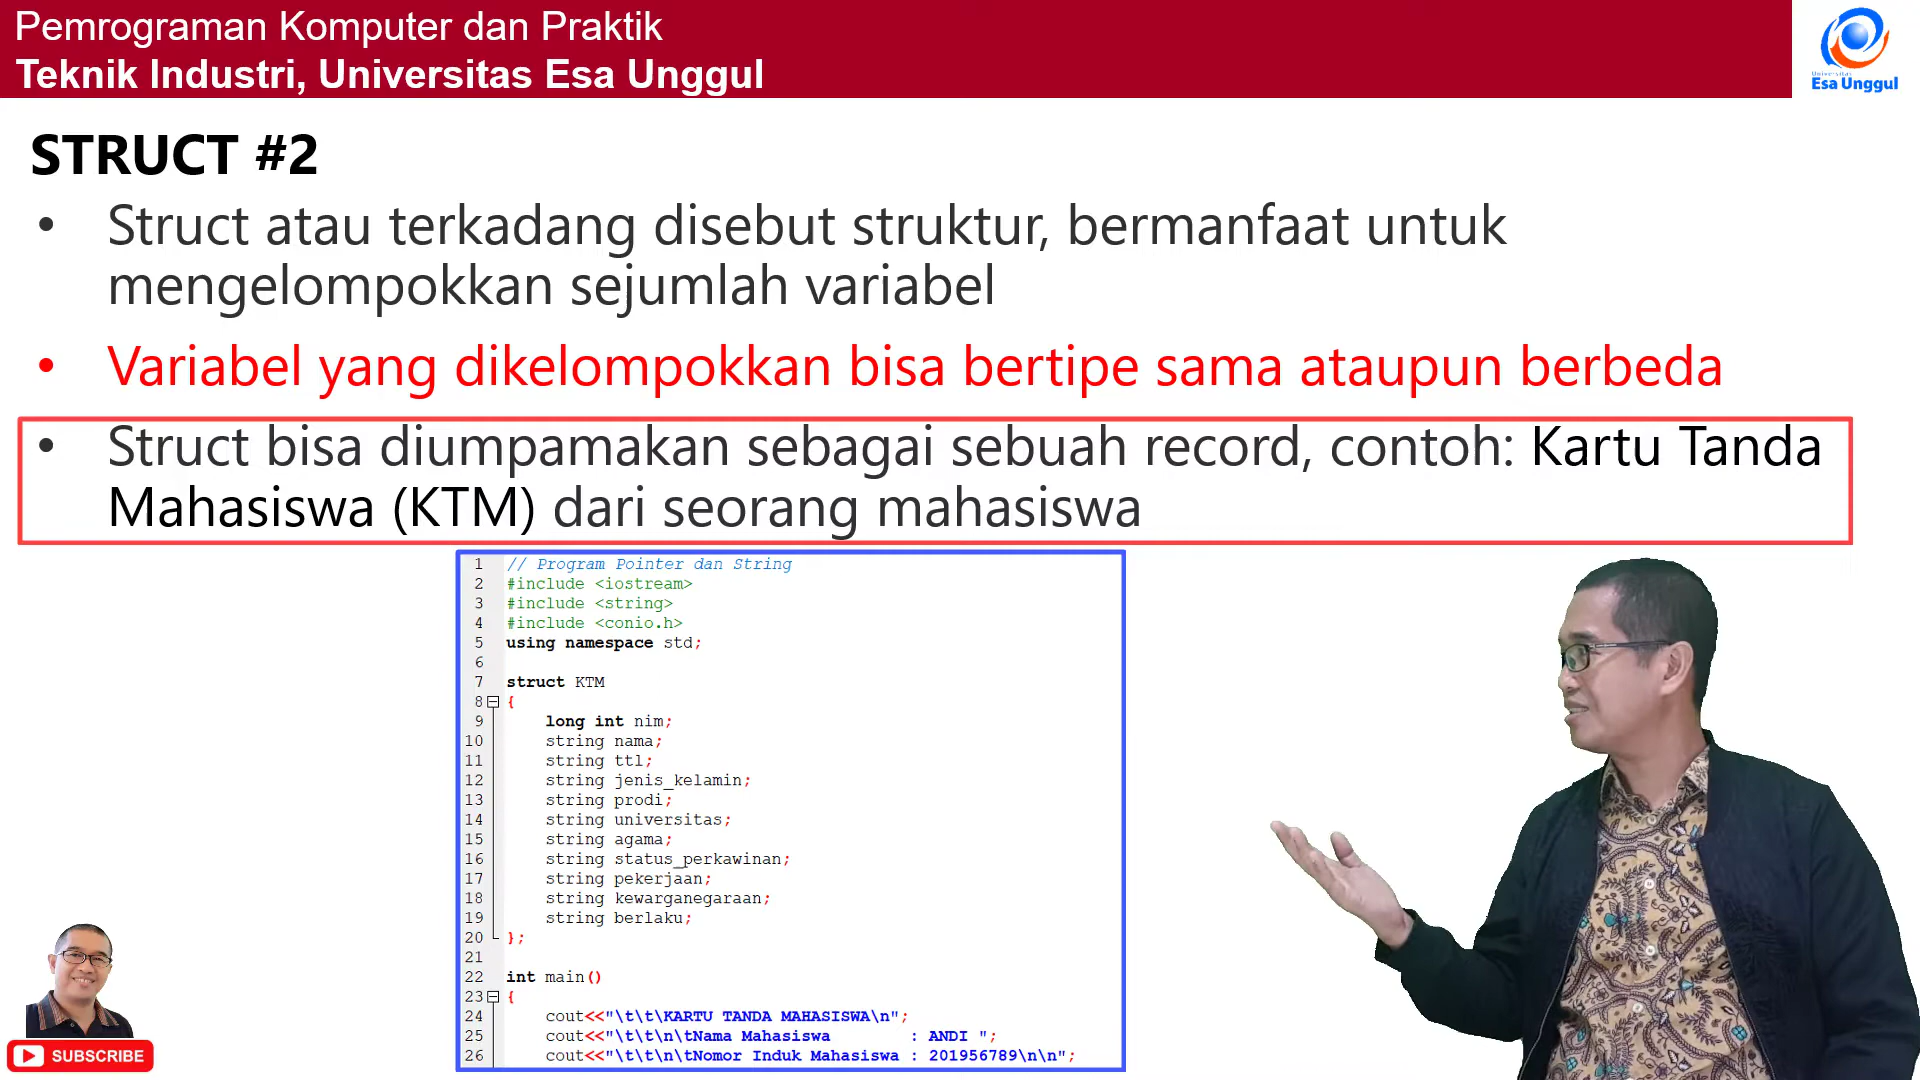 Pemrograman Komputer dan Praktik
Teknik Industri, Universitas Esa Unggul
Universitas
Esa Unggul
STRUCT #2
• Struct atau terkadang disebut struktur, bermanfaat untuk
mengelompokkan sejumlah variabel
• Variabel yang dikelompokkan bisa bertipe sama ataupun berbeda
• Struct bisa diumpamakan sebagai sebuah record, contoh: Kartu Tanda
Mahasiswa (KTM) dari seorang mahasiswa
1 // Program Pointer dan String
2 #include <iostream>
3 #include <string>
4 #include <conio.h>
5 using namespace std;
6
7 struct KTM
8 {
9 long int nim;
10 string nama;
11 string ttl;
12 string jenis_kelamin;
13 string prodi;
14 string universitas;
15 string agama;
16 string status_perkawinan;
17 string pekerjaan;
18 string kewarganegaraan;
19 string berlaku;
20 };
21
22 int main()
23 {
24 cout<<"\t\t\KARTU TANDA MAHASISWA\n";
25 cout<<"\t\t\n\tNama Mahasiswa : ANDI ";
26 cout<<"\t\t\n\tNomor Induk Mahasiswa : 201956789\n\n";
SUBSCRIBE